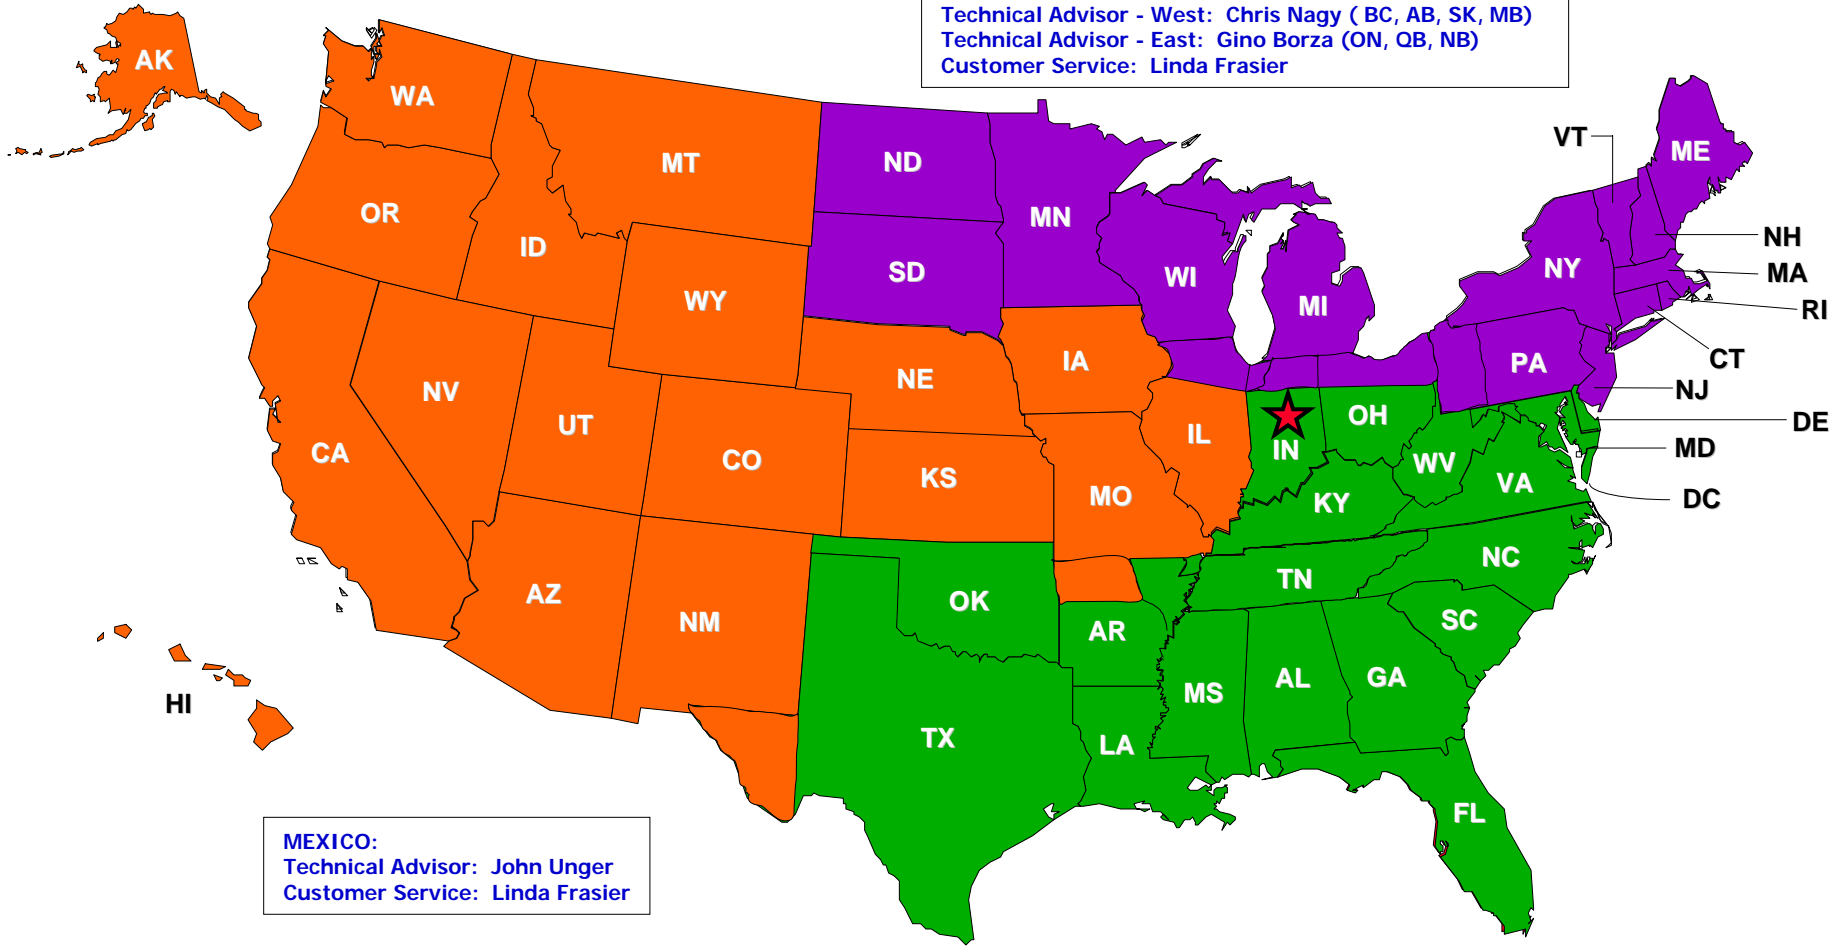 Technical Advisor - West: Chris Nagy ( BC, AB, SK, MB)
Technical Advisor - East: Gino Borza (ON, QB, NB)
Customer Service: Linda Frasier
AK
WA
VT
ME
MT
ND
OR
MN
NH
ID
SD
WI
NY
MA
WY
MI
RI
IA
PA
CT
NE
NV
NJ
UT
OH
DE
CA
CO
IL
IN
MD
KS
WV
MO
VA
DC
KY
NC
AZ
TN
OK
NM
SC
AR
HI
MS
AL
GA
TX
LA
FL
MEXICO:
Technical Advisor: John Unger
Customer Service: Linda Frasier